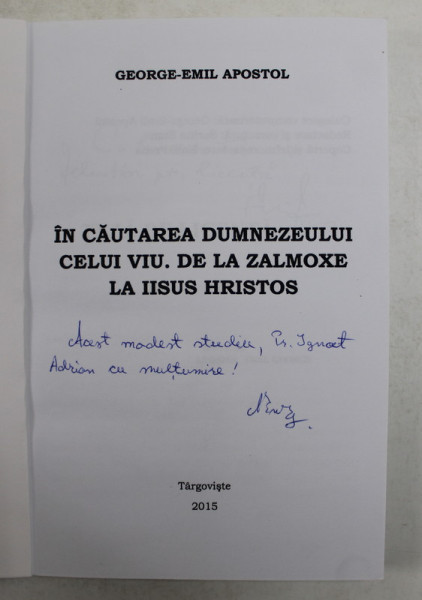 GEORGE-EMIL APOSTOL
ÎN CĂUTAREA DUMNEZEULUI
CELUI VIU. DE LA ZALMOXE
LA IISUS HRISTOS
Acest modest studiu, Pr. Ignat
Adrian cu mulțumire!
Târgovişte
2015